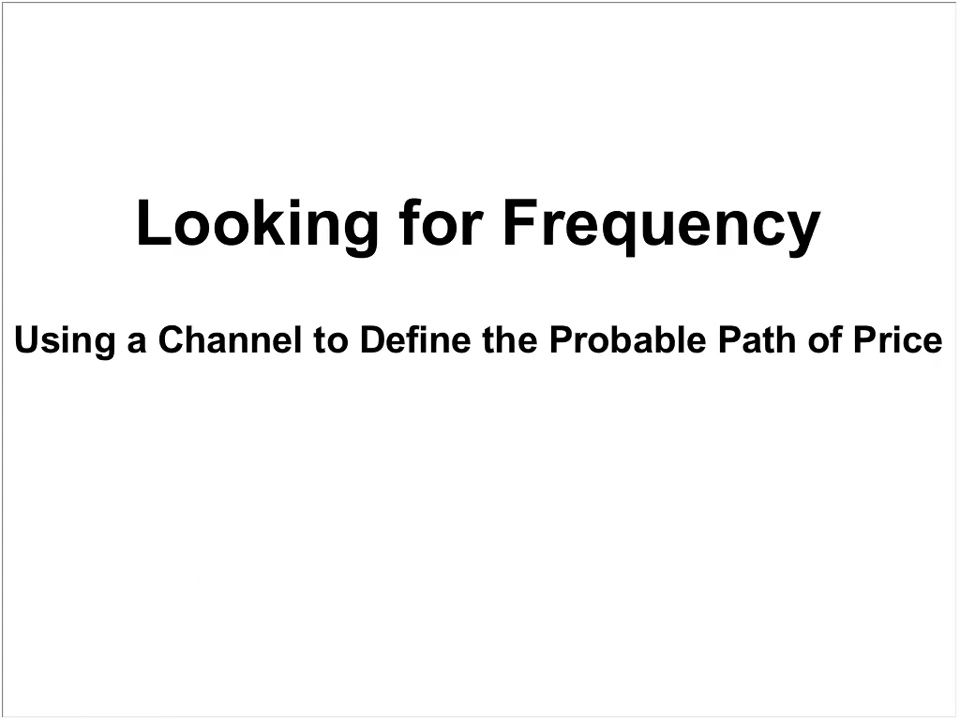 Looking for Frequency
Using a Channel to Define the Probable Path of Price